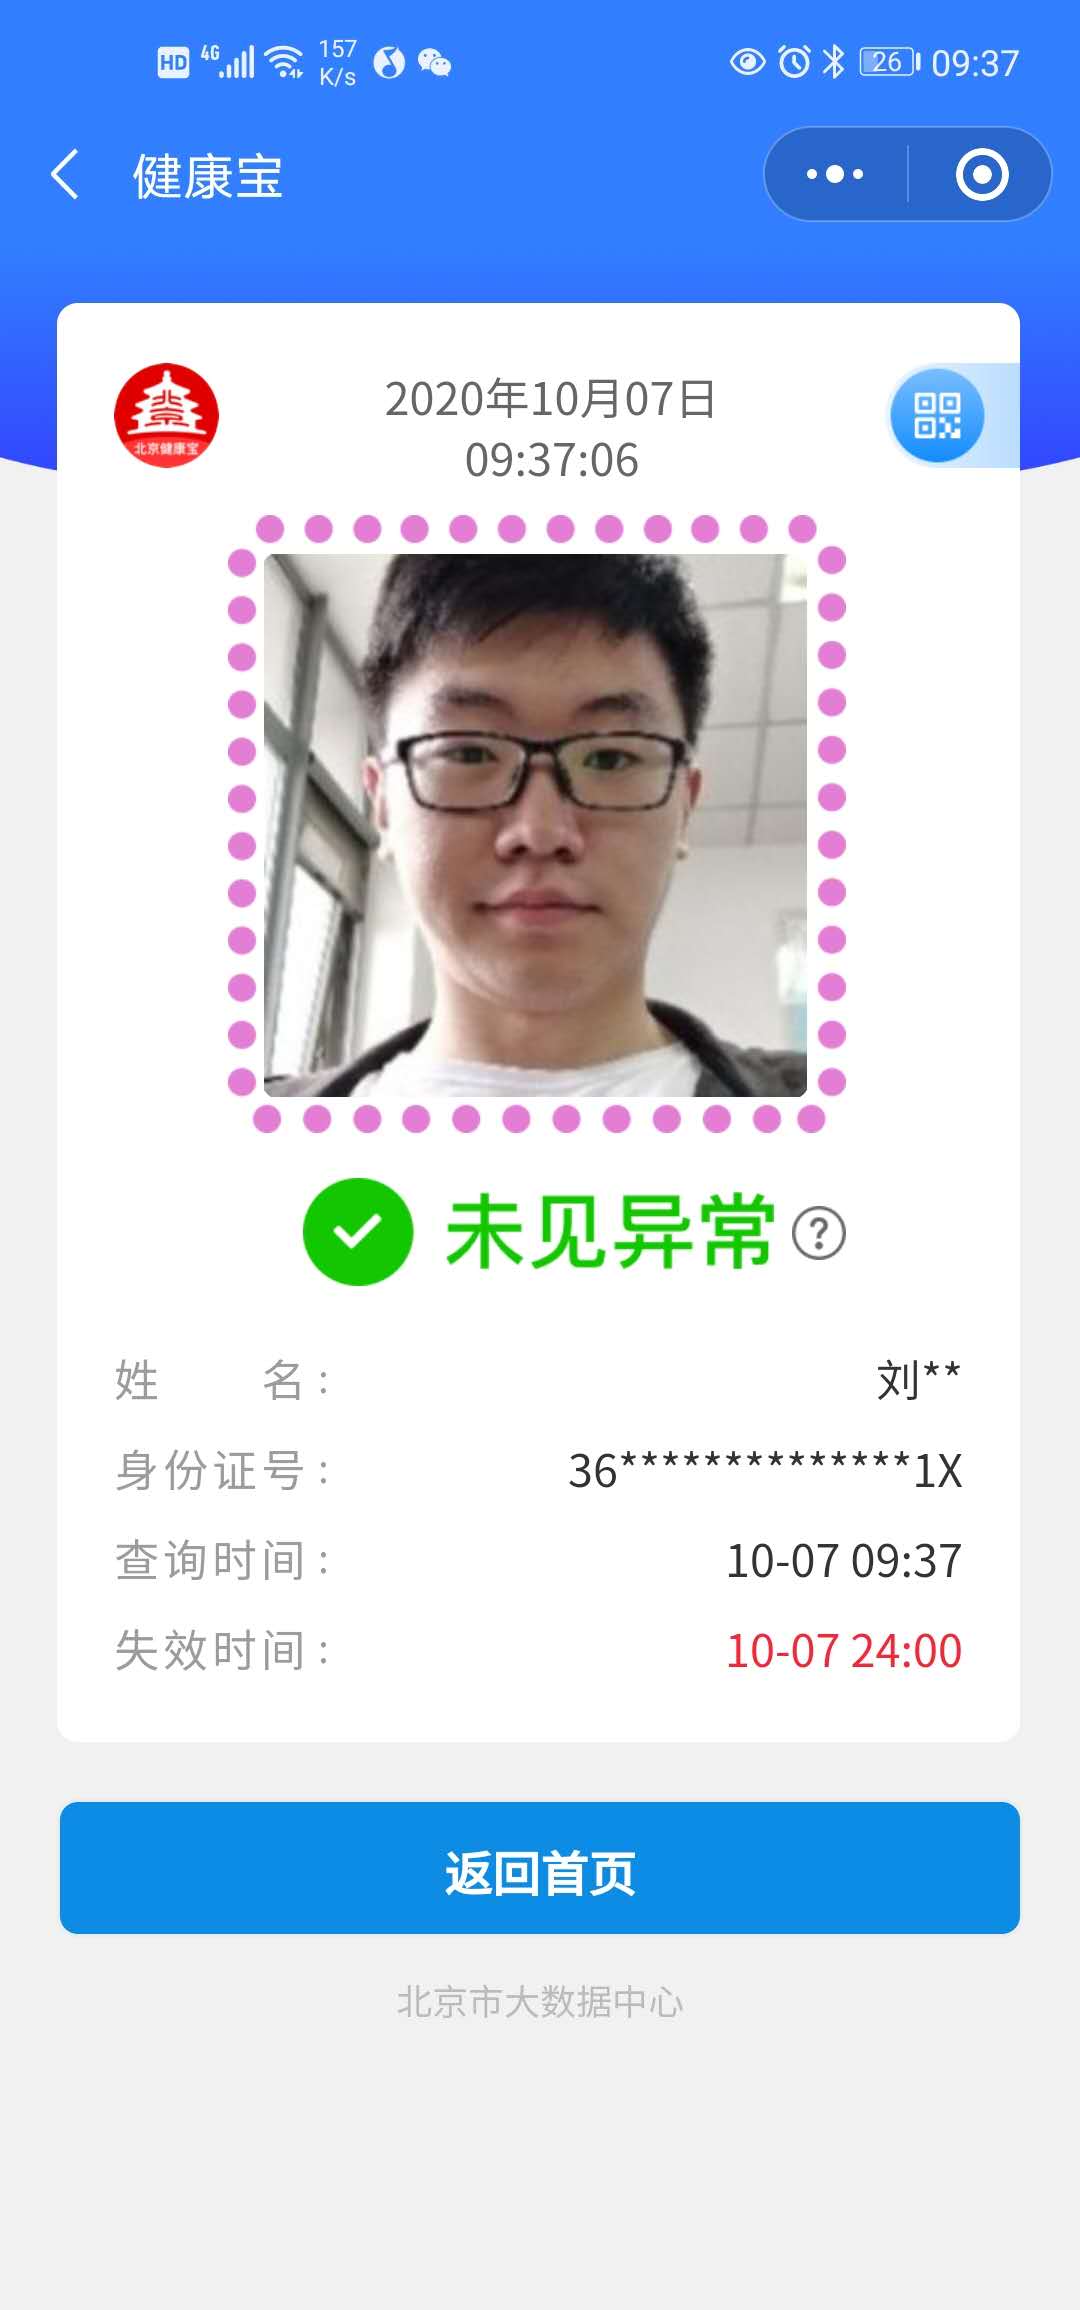 HD 4G 157 K/s 26 09:37
健康宝
北京健康宝
2020年10月07日
09:37:06
未见异常 ?
姓名： 刘**
身份证号： 36**************1X
查询时间： 10-07 09:37
失效时间： 10-07 24:00
返回首页
北京市大数据中心